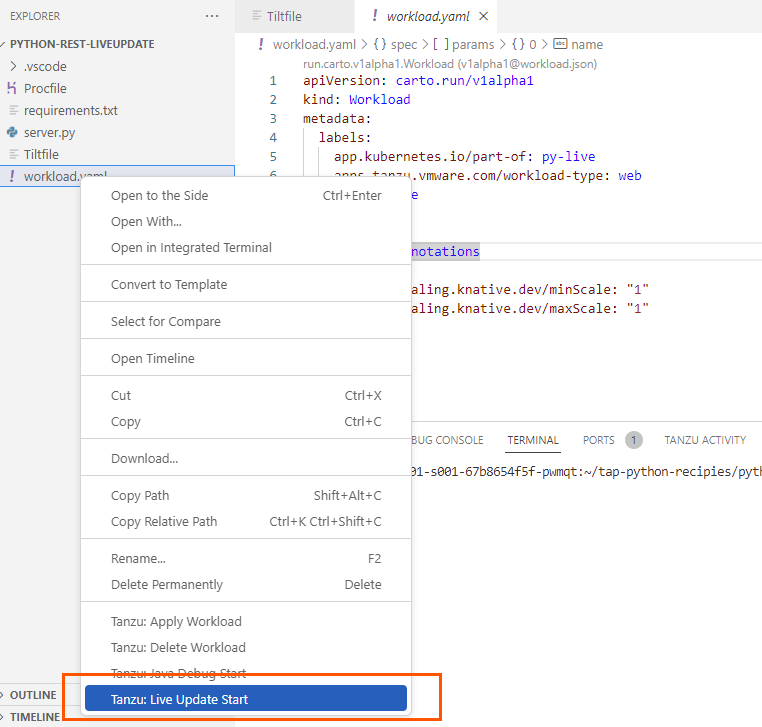 EXPLORER ...
PYTHON-REST-LIVEUPDATE
.vscode
Procfile
requirements.txt
server.py
Tiltfile
workload.yaml
Tiltfile
! workload.yaml
! workload.yaml > {} spec > [ ] params > {} 0 > abc name
run.carto.v1alpha1.Workload (v1alpha1@workload.json)
1 apiVersion: carto.run/v1alpha1
2 kind: Workload
3 metadata:
4 labels:
5 app.kubernetes.io/part-of: py-live
6 apps.tanzu.vmware.com/workload-type: web
e
notations
aling.knative.dev/minScale: "1"
aling.knative.dev/maxScale: "1"
Open to the Side Ctrl+Enter
Open With...
Open in Integrated Terminal
Convert to Template
Select for Compare
Open Timeline
Cut Ctrl+X
Copy Ctrl+C
Download...
Copy Path Shift+Alt+C
Copy Relative Path Ctrl+K Ctrl+Shift+C
Rename... F2
Delete Permanently Delete
Tanzu: Apply Workload
Tanzu: Delete Workload
Tanzu: Java Debug Start
Tanzu: Live Update Start
BUG CONSOLE TERMINAL PORTS 1 TANZU ACTIVITY
01-s001-67b8654f5f-pwmqt:~/tap-python-recipies/pyth
OUTLINE
TIMELINE